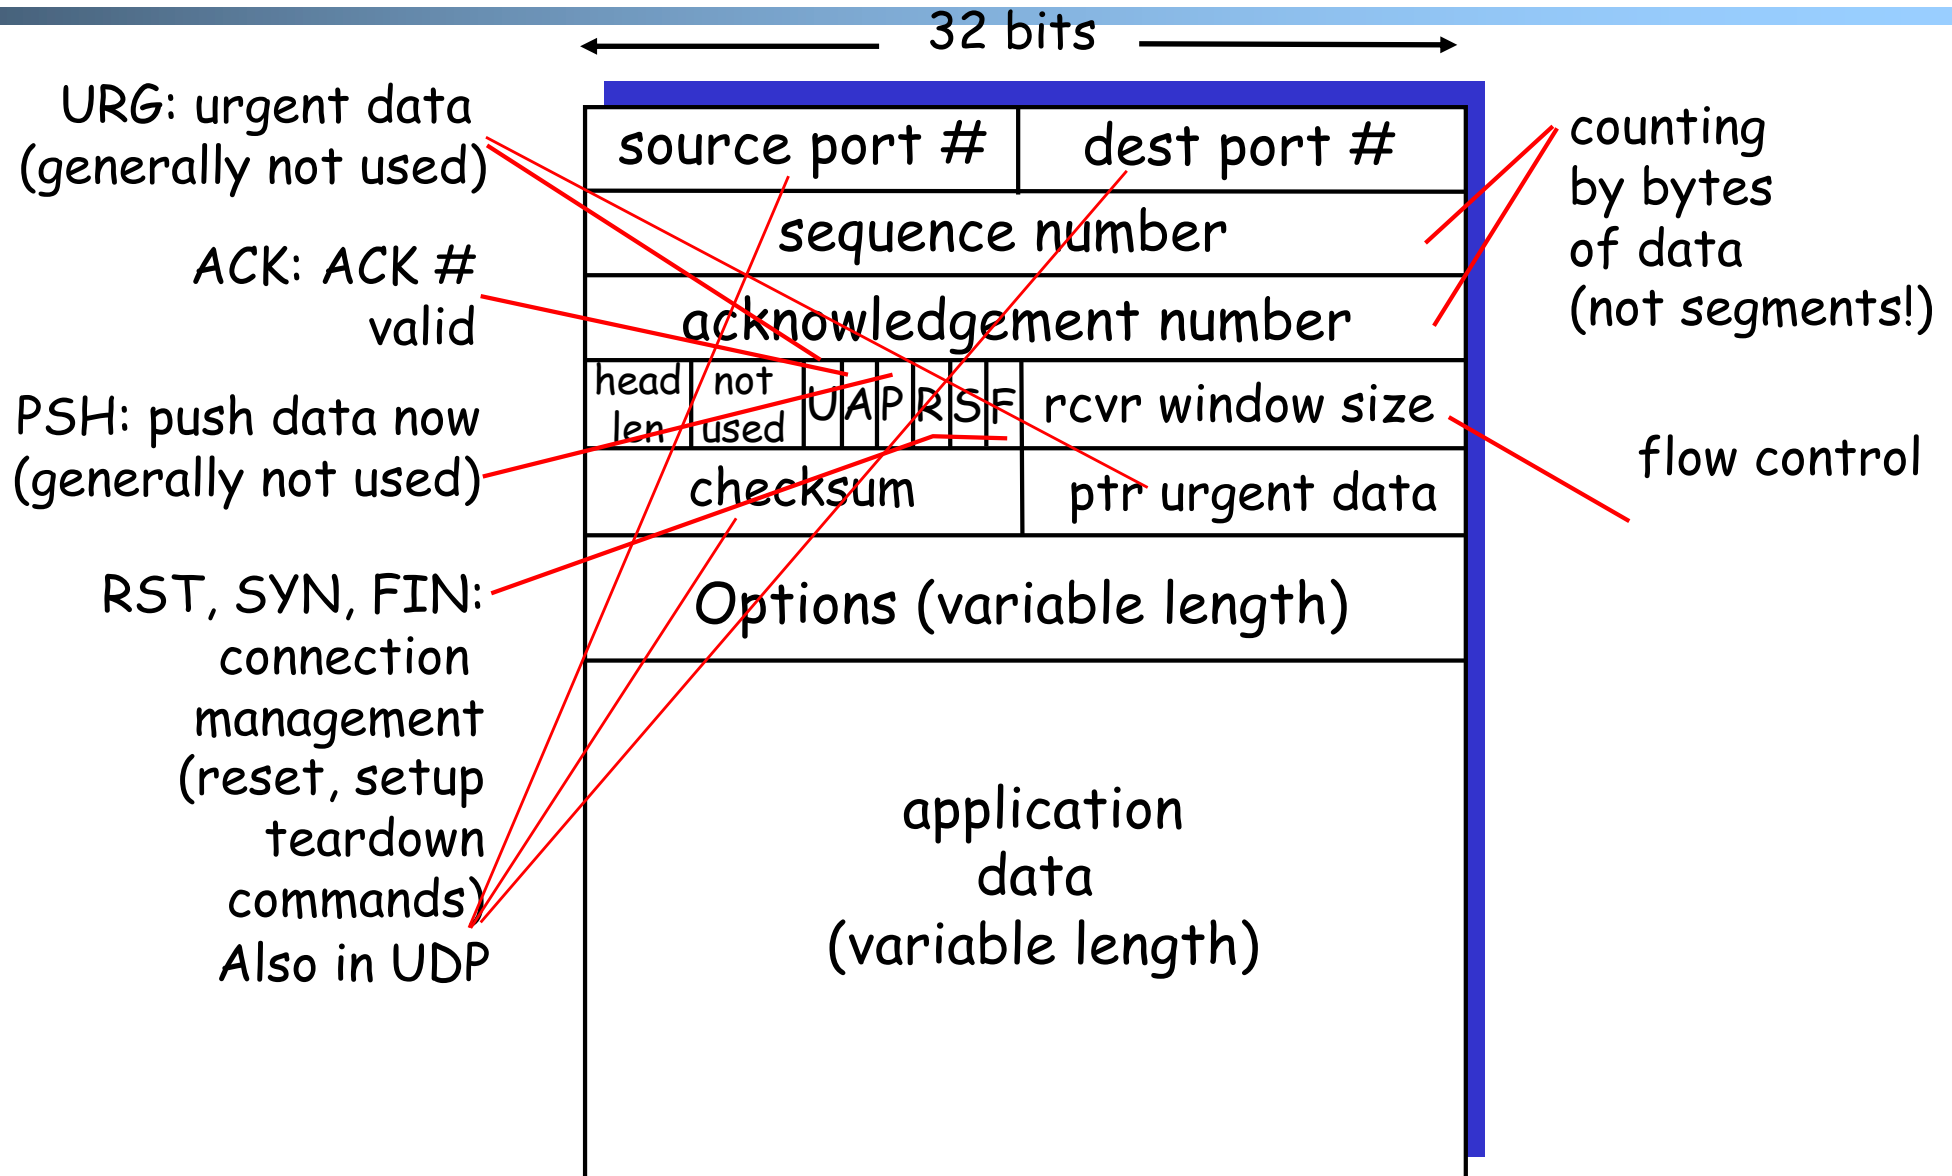 32 bits
URG: urgent data
(generally not used)
ACK: ACK #
valid
PSH: push data now
(generally not used)
RST, SYN, FIN:
connection
management
(reset, setup
teardown
commands)
Also in UDP
source port #
dest port #
sequence number
acknowledgement number
head
len
not
used
U
A
P
R
S
F
rcvr window size
checksum
ptr urgent data
Options (variable length)
application
data
(variable length)
counting
by bytes
of data
(not segments!)
flow control